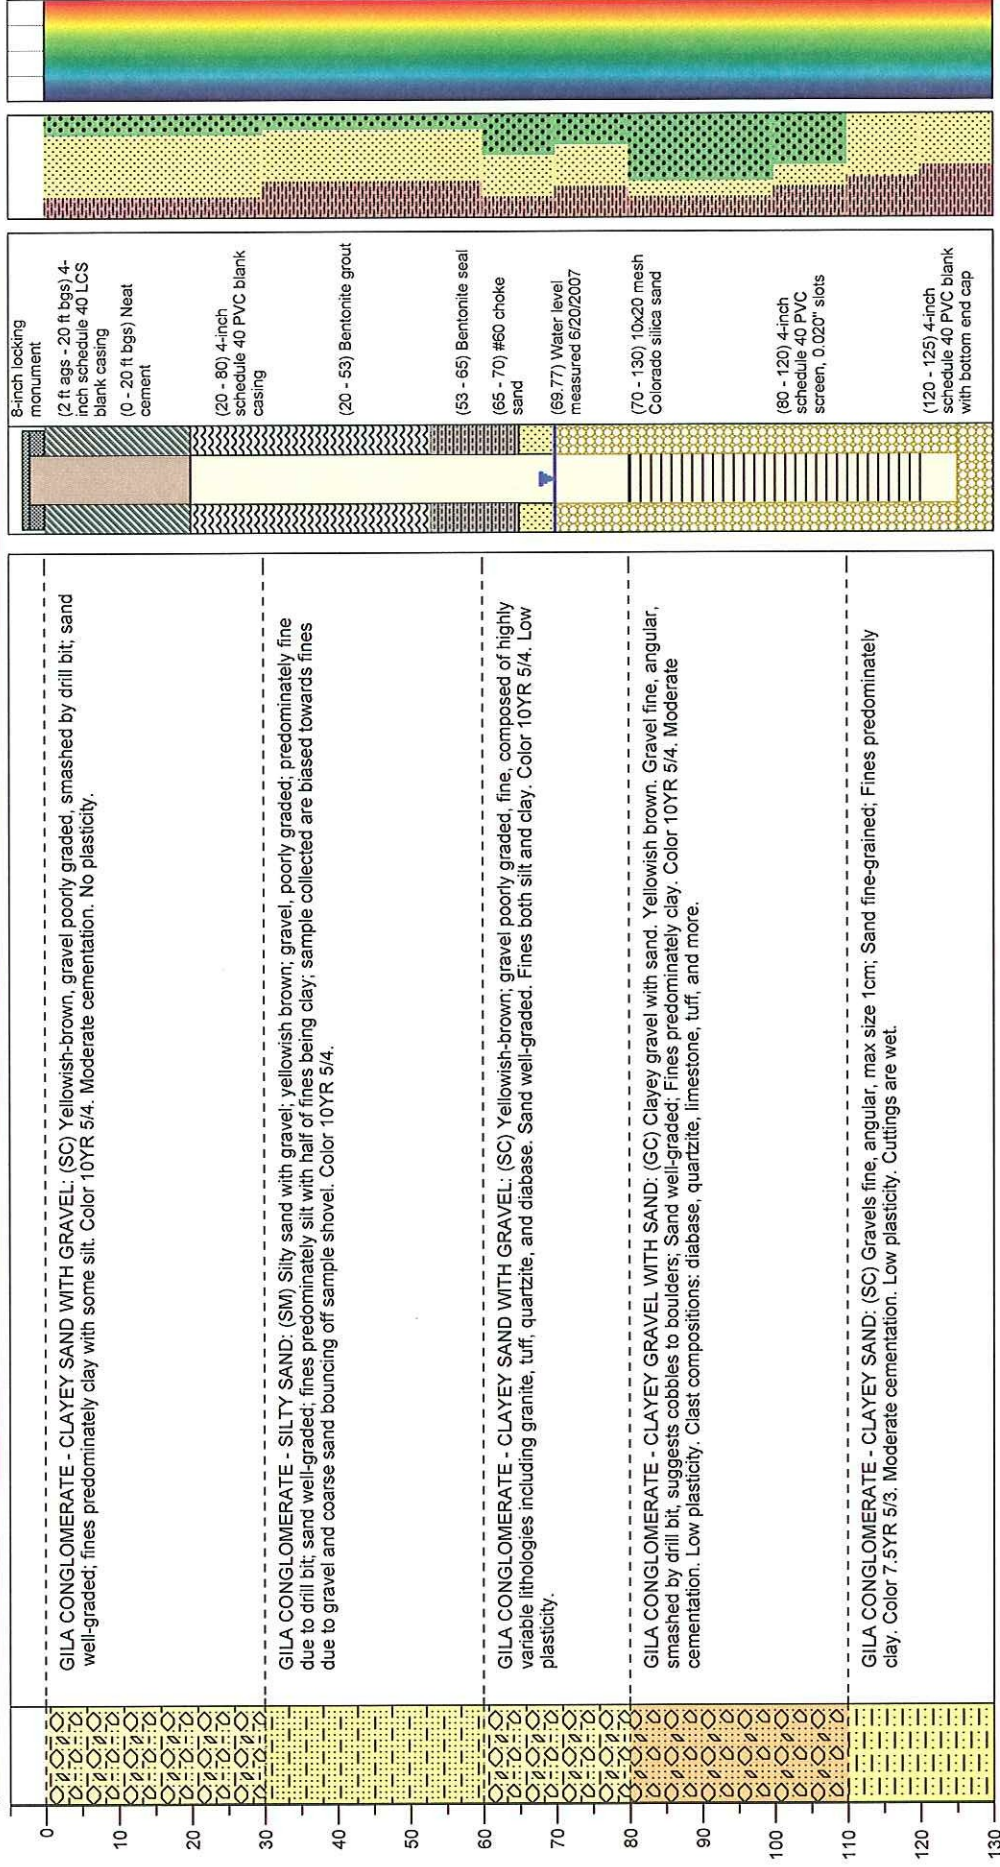 0
10
20
30
40
50
60
70
80
90
100
110
120
130
GILA CONGLOMERATE - CLAYEY SAND WITH GRAVEL: (SC) Yellowish-brown, gravel poorly graded, smashed by drill bit; sand
well-graded; fines predominately clay with some silt. Color 10YR 5/4. Moderate cementation. No plasticity.
GILA CONGLOMERATE - SILTY SAND: (SM) Silty sand with gravel; yellowish brown; gravel, poorly graded; predominately fine
due to drill bit; sand well-graded; fines predominately silt with half of fines being clay; sample collected are biased towards fines
due to gravel and coarse sand bouncing off sample shovel. Color 10YR 5/4.
GILA CONGLOMERATE - CLAYEY SAND WITH GRAVEL: (SC) Yellowish-brown; gravel poorly graded, fine, composed of highly
variable lithologies including granite, tuff, quartzite, and diabase. Sand well-graded. Fines both silt and clay. Color 10YR 5/4. Low
plasticity.
GILA CONGLOMERATE - CLAYEY GRAVEL WITH SAND: (GC) Clayey gravel with sand. Yellowish brown. Gravel fine, angular,
smashed by drill bit, suggests cobbles to boulders; Sand well-graded; Fines predominately clay. Color 10YR 5/4. Moderate
cementation. Low plasticity. Clast compositions: diabase, quartzite, limestone, tuff, and more.
GILA CONGLOMERATE - CLAYEY SAND: (SC) Gravels fine, angular, max size 1cm; Sand fine-grained; Fines predominately
clay. Color 7.5YR 5/3. Moderate cementation. Low plasticity. Cuttings are wet.
8-inch locking
monument
(2 ft ags - 20 ft bgs) 4-
inch schedule 40 LCS
blank casing
(0 - 20 ft bgs) Neat
cement
(20 - 80) 4-inch
schedule 40 PVC blank
casing
(20 - 53) Bentonite grout
(53 - 65) Bentonite seal
(65 - 70) #60 choke
sand
(69.77) Water level
measured 6/20/2007
(70 - 130) 10x20 mesh
Colorado silica sand
(80 - 120) 4-inch
schedule 40 PVC
screen, 0.020" slots
(120 - 125) 4-inch
schedule 40 PVC blank
with bottom end cap